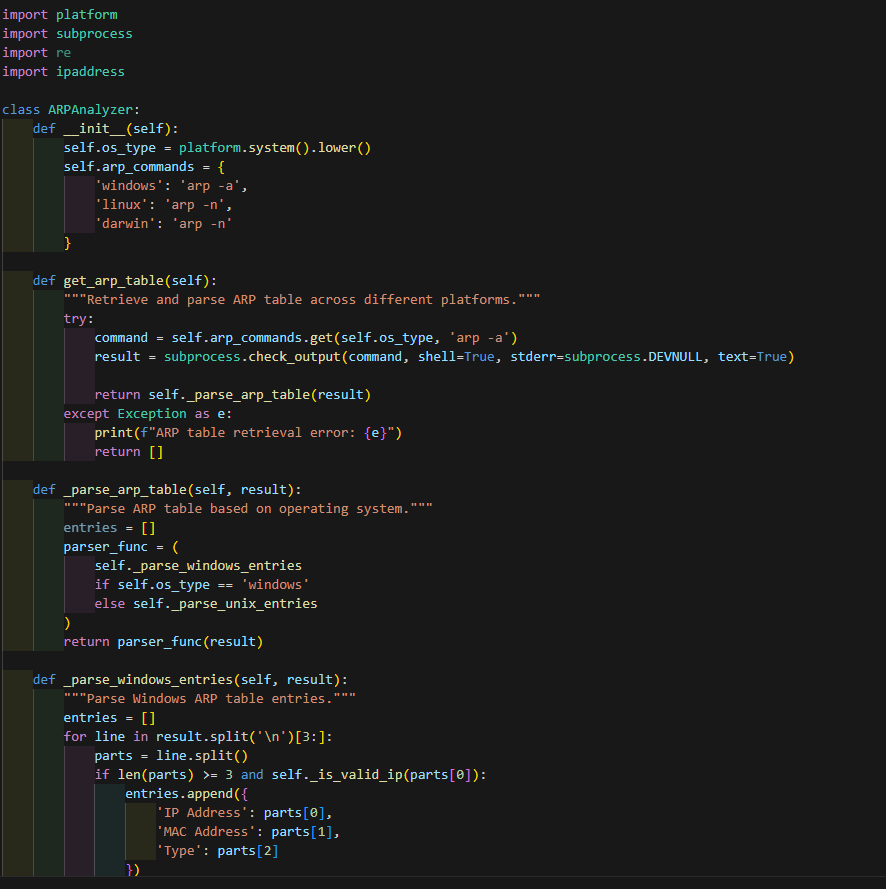 import platform
import subprocess
import re
import ipaddress

class ARPAnalyzer:
    def __init__(self):
        self.os_type = platform.system().lower()
        self.arp_commands = {
            'windows': 'arp -a',
            'linux': 'arp -n',
            'darwin': 'arp -n'
        }

    def get_arp_table(self):
        """Retrieve and parse ARP table across different platforms."""
        try:
            command = self.arp_commands.get(self.os_type, 'arp -a')
            result = subprocess.check_output(command, shell=True, stderr=subprocess.DEVNULL, text=True)

            return self._parse_arp_table(result)
        except Exception as e:
            print(f"ARP table retrieval error: {e}")
            return []

    def _parse_arp_table(self, result):
        """Parse ARP table based on operating system."""
        entries = []
        parser_func = (
            self._parse_windows_entries
            if self.os_type == 'windows'
            else self._parse_unix_entries
        )
        return parser_func(result)

    def _parse_windows_entries(self, result):
        """Parse Windows ARP table entries."""
        entries = []
        for line in result.split('\n')[3:]:
            parts = line.split()
            if len(parts) >= 3 and self._is_valid_ip(parts[0]):
                entries.append({
                    'IP Address': parts[0],
                    'MAC Address': parts[1],
                    'Type': parts[2]
                })